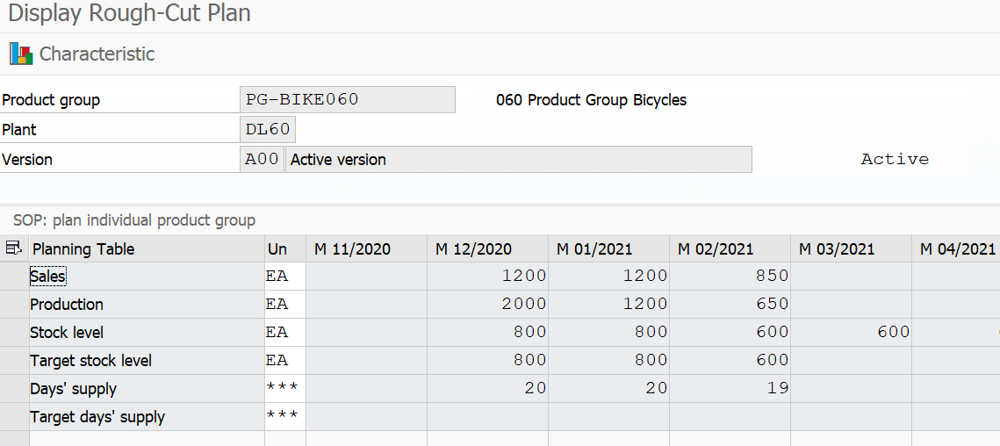 Display Rough-Cut Plan
Characteristic
Product group PG-BIKE060 060 Product Group Bicycles
Plant DL60
Version A00 Active version Active
SOP: plan individual product group
Planning Table Un M 11/2020 M 12/2020 M 01/2021 M 02/2021 M 03/2021 M 04/2021
Sales EA 1200 1200 850
Production EA 2000 1200 650
Stock level EA 800 800 600 600
Target stock level EA 800 800 600
Days' supply *** 20 20 19
Target days' supply ***